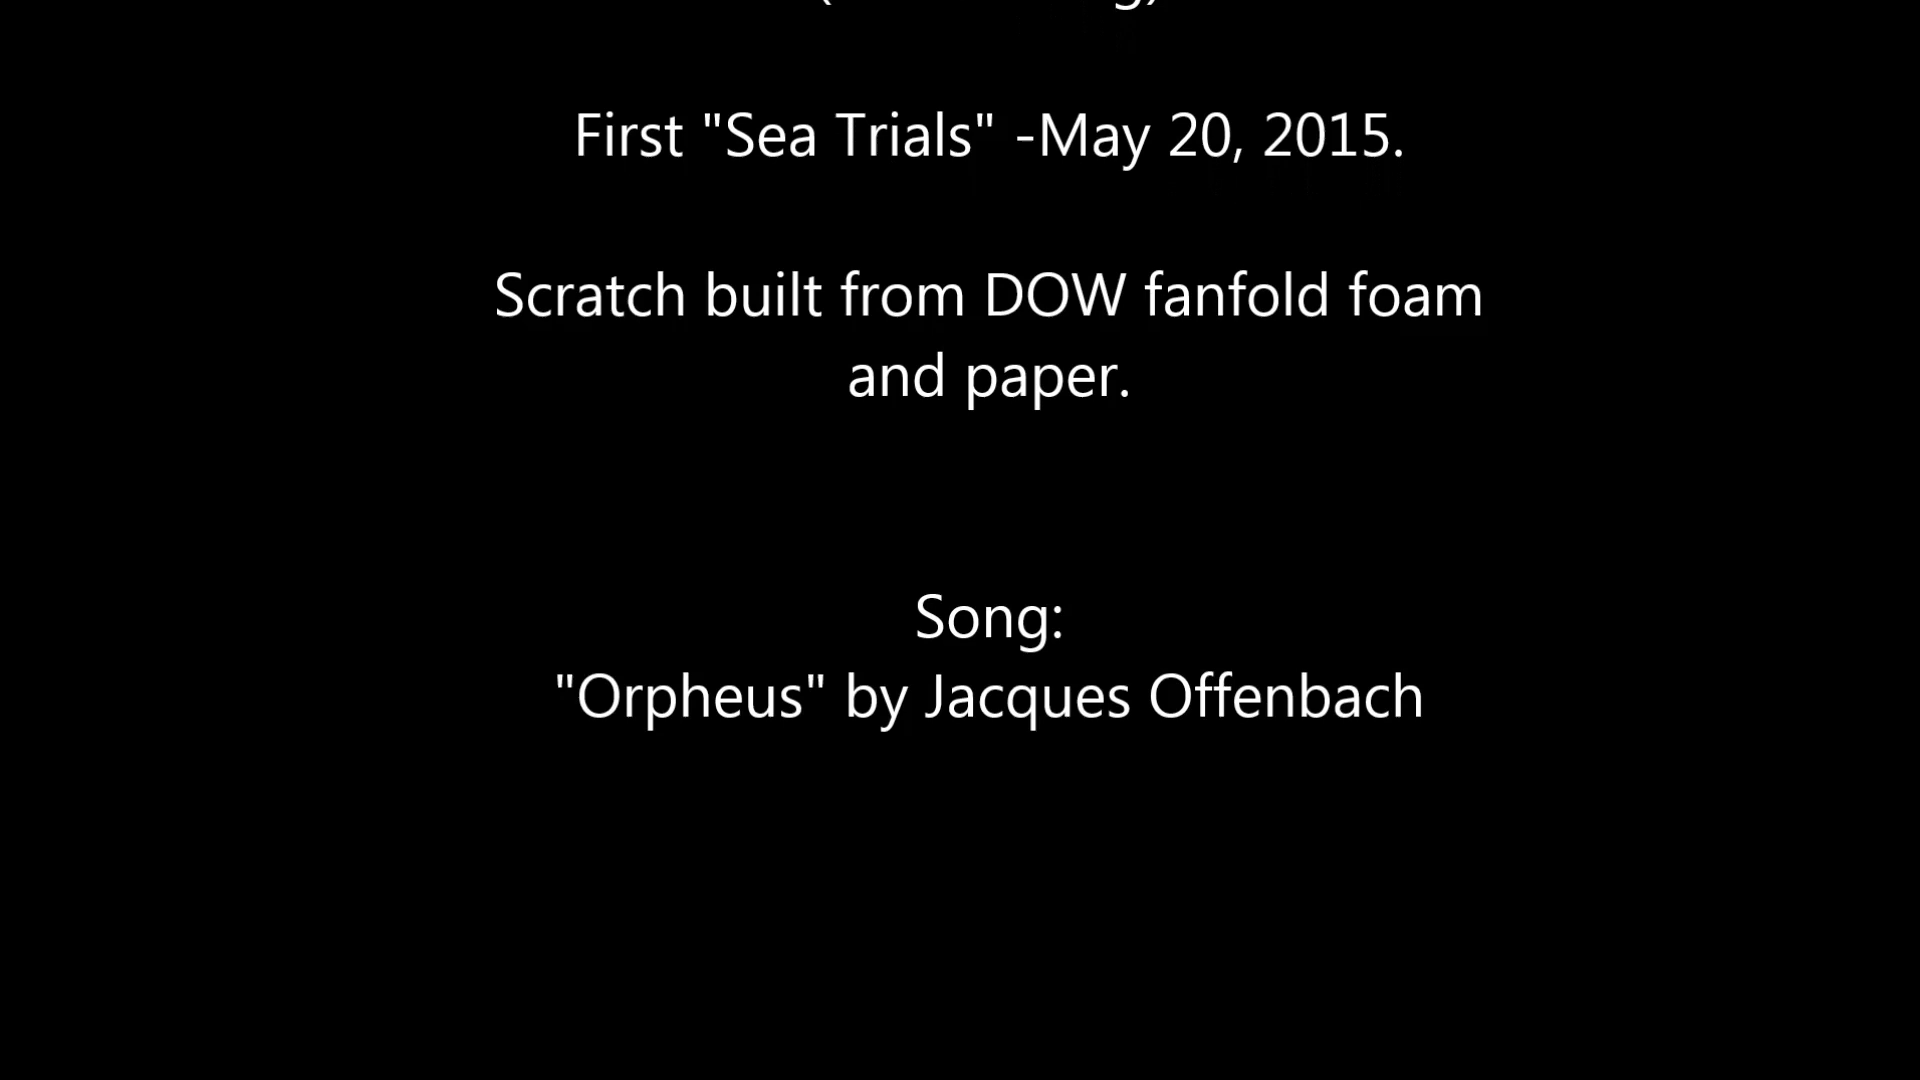 First "Sea Trials" -May 20, 2015.
Scratch built from DOW fanfold foam
and paper.
Song:
"Orpheus" by Jacques Offenbach